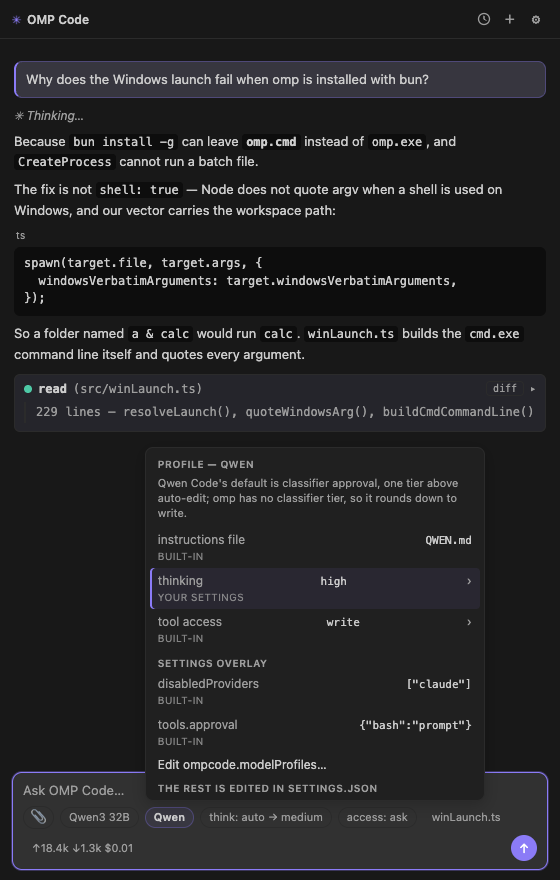 OMP Code
Why does the Windows launch fail when omp is installed with bun?
Thinking…
Because bun install -g can leave omp.cmd instead of omp.exe, and
CreateProcess cannot run a batch file.
The fix is not shell: true — Node does not quote argv when a shell is used on
Windows, and our vector carries the workspace path:
ts
spawn(target.file, target.args, {
  windowsVerbatimArguments: target.windowsVerbatimArguments,
});
So a folder named a & calc would run calc. winLaunch.ts builds the cmd.exe
command line itself and quotes every argument.
read (src/winLaunch.ts) diff
229 lines — resolveLaunch(), quoteWindowsArg(), buildCmdCommandLine()
PROFILE — QWEN
Qwen Code's default is classifier approval, one tier above
auto-edit; omp has no classifier tier, so it rounds down to
write.
instructions file QWEN.md
BUILT-IN
thinking high
YOUR SETTINGS
tool access write
BUILT-IN
SETTINGS OVERLAY
disabledProviders ["claude"]
BUILT-IN
tools.approval {"bash":"prompt"}
BUILT-IN
Edit ompcode.modelProfiles…
THE REST IS EDITED IN SETTINGS.JSON
Ask OMP Code…
Qwen3 32B Qwen think: auto → medium access: ask winLaunch.ts
↑18.4k ↓1.3k $0.01